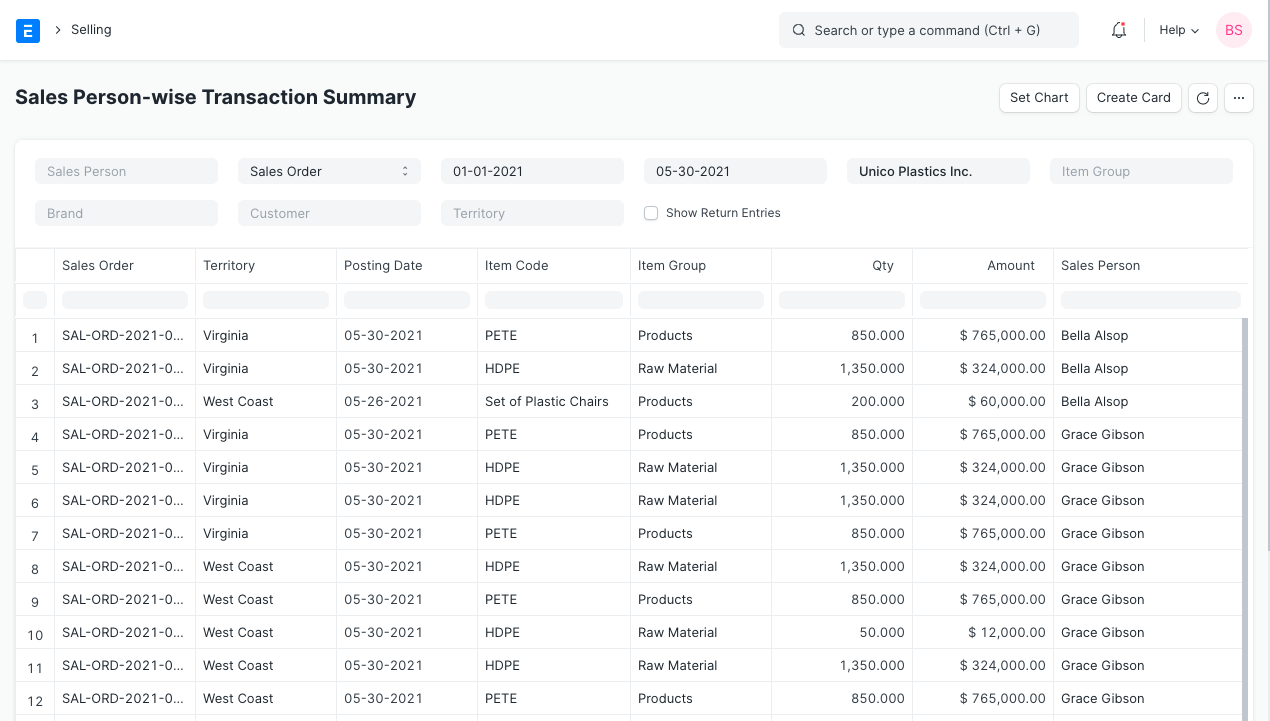 E > Selling Search or type a command (Ctrl + G) Help BS
Sales Person-wise Transaction Summary Set Chart Create Card ...
Sales Person Sales Order 01-01-2021 05-30-2021 Unico Plastics Inc. Item Group
Brand Customer Territory Show Return Entries
Sales Order Territory Posting Date Item Code Item Group Qty Amount Sales Person
1 SAL-ORD-2021-0... Virginia 05-30-2021 PETE Products 850.000 $ 765,000.00 Bella Alsop
2 SAL-ORD-2021-0... Virginia 05-30-2021 HDPE Raw Material 1,350.000 $ 324,000.00 Bella Alsop
3 SAL-ORD-2021-0... West Coast 05-26-2021 Set of Plastic Chairs Products 200.000 $ 60,000.00 Bella Alsop
4 SAL-ORD-2021-0... Virginia 05-30-2021 PETE Products 850.000 $ 765,000.00 Grace Gibson
5 SAL-ORD-2021-0... Virginia 05-30-2021 HDPE Raw Material 1,350.000 $ 324,000.00 Grace Gibson
6 SAL-ORD-2021-0... Virginia 05-30-2021 HDPE Raw Material 1,350.000 $ 324,000.00 Grace Gibson
7 SAL-ORD-2021-0... Virginia 05-30-2021 PETE Products 850.000 $ 765,000.00 Grace Gibson
8 SAL-ORD-2021-0... West Coast 05-30-2021 HDPE Raw Material 1,350.000 $ 324,000.00 Grace Gibson
9 SAL-ORD-2021-0... West Coast 05-30-2021 PETE Products 850.000 $ 765,000.00 Grace Gibson
10 SAL-ORD-2021-0... West Coast 05-30-2021 HDPE Raw Material 50.000 $ 12,000.00 Grace Gibson
11 SAL-ORD-2021-0... West Coast 05-30-2021 HDPE Raw Material 1,350.000 $ 324,000.00 Grace Gibson
12 SAL-ORD-2021-0... West Coast 05-30-2021 PETE Products 850.000 $ 765,000.00 Grace Gibson